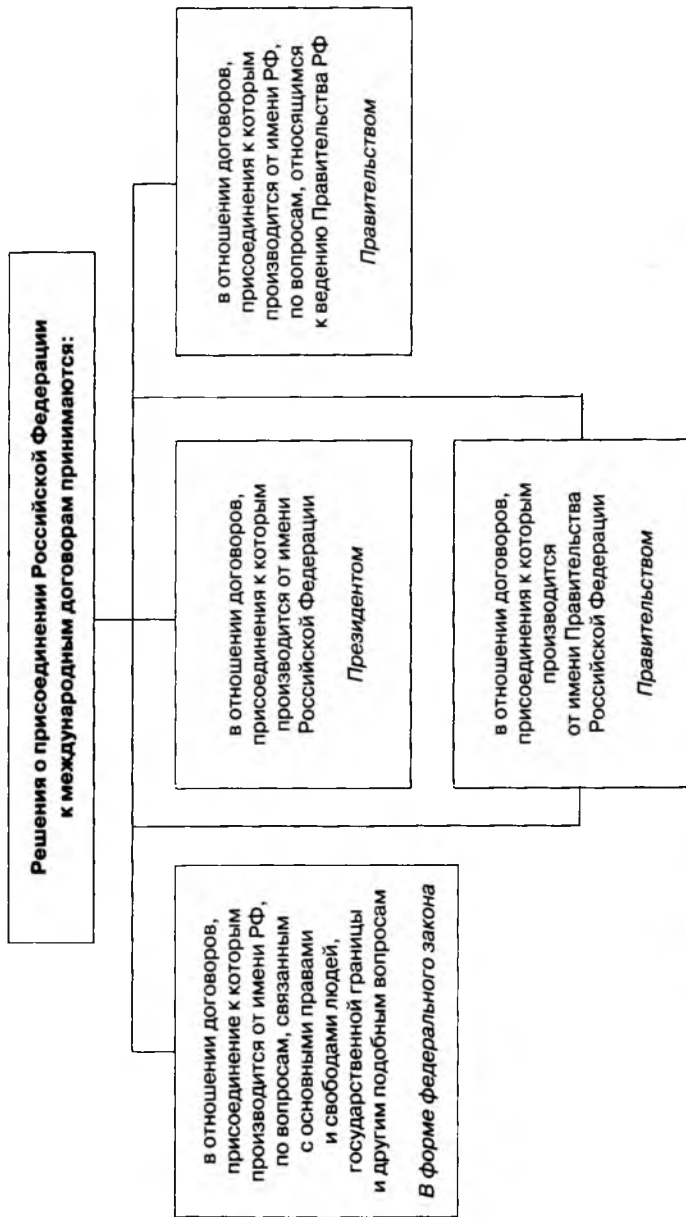 Решения о присоединении Российской Федерации
к международным договорам принимаются:
в отношении договоров,
присоединение к которым
производится от имени РФ,
по вопросам, связанным
с основными правами
и свободами людей,
государственной границы
и другим подобным вопросам
В форме федерального закона
в отношении договоров,
присоединения к которым
производится от имени
Российской Федерации
Президентом
в отношении договоров,
присоединения к которым
производится от имени РФ,
по вопросам, относящимся
к ведению Правительства РФ
Правительством
в отношении договоров,
присоединения к которым
производится
от имени Правительства
Российской Федерации
Правительством